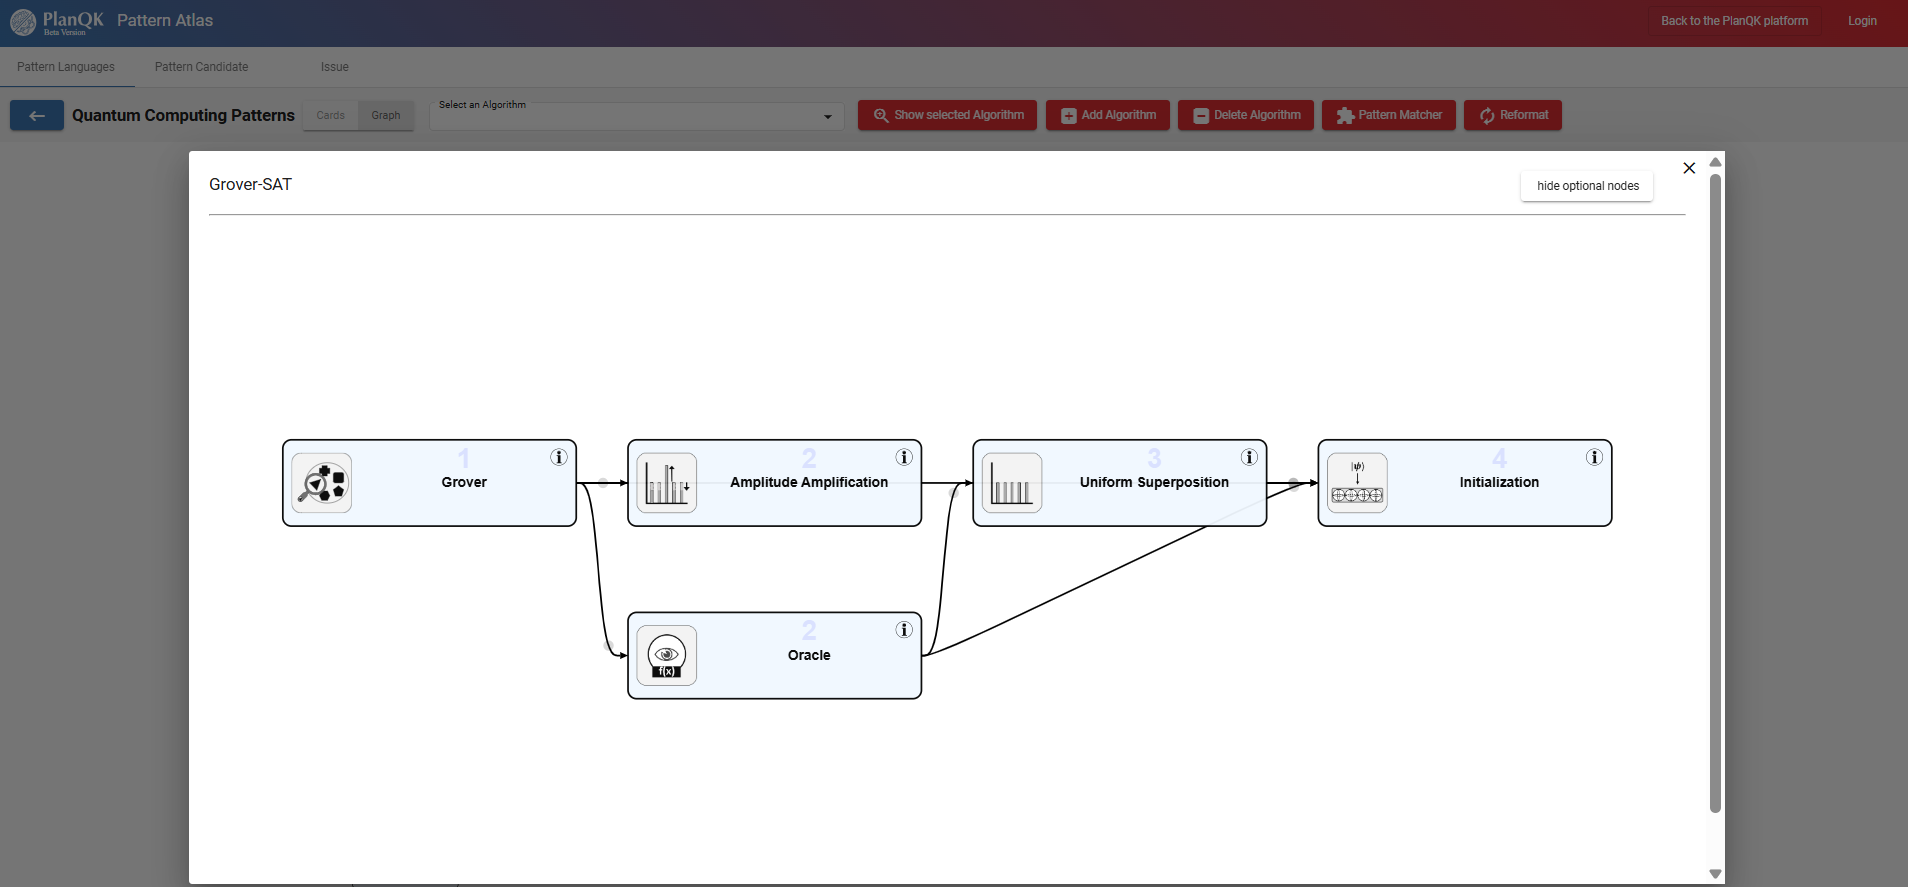 PlanQK Pattern Atlas
Beta Version
Back to the PlanQK platform
Login
Pattern Languages
Pattern Candidate
Issue
Quantum Computing Patterns
Cards
Graph
Select an Algorithm
Show selected Algorithm
Add Algorithm
Delete Algorithm
Pattern Matcher
Reformat
Grover-SAT
hide optional nodes
1
i
Grover
2
i
Amplitude Amplification
3
i
Uniform Superposition
|ψ⟩
4
i
Initialization
2
i
Oracle
f(x)